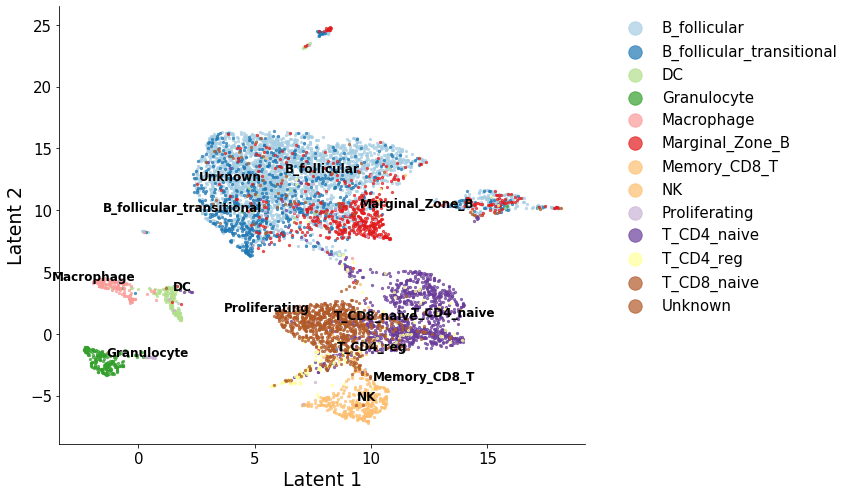 25
20
15
10
5
0
−5
Latent 2
0
5
10
15
Latent 1
Unknown
B_follicular
B_follicular_transitional
Marginal_Zone_B
Macrophage
DC
Proliferating
T_CD8_naive
T_CD4_naive
T_CD4_reg
Granulocyte
Memory_CD8_T
NK
B_follicular
B_follicular_transitional
DC
Granulocyte
Macrophage
Marginal_Zone_B
Memory_CD8_T
NK
Proliferating
T_CD4_naive
T_CD4_reg
T_CD8_naive
Unknown